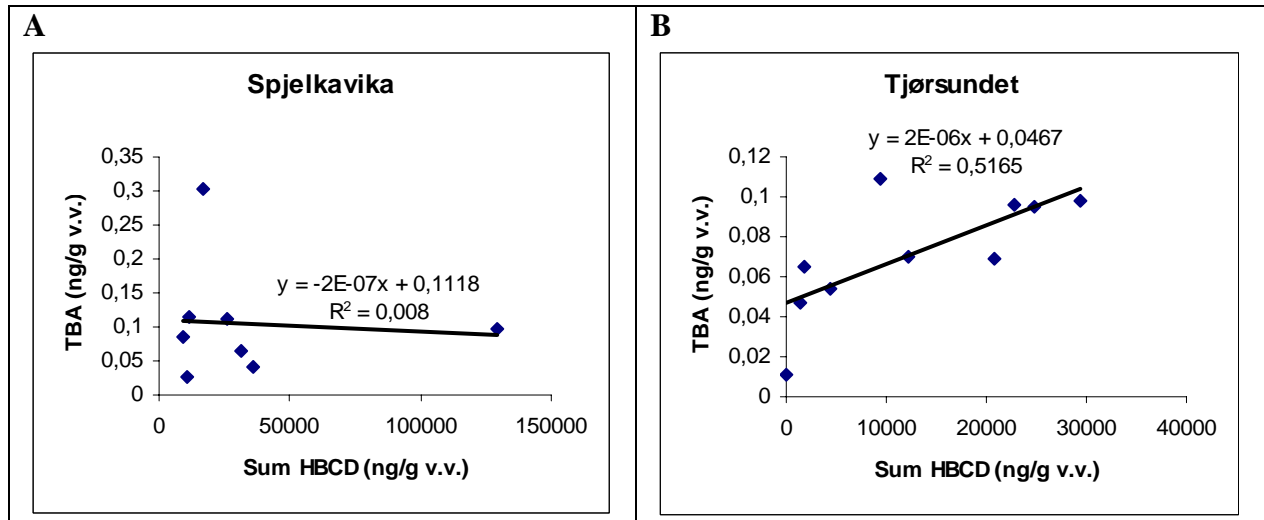 A
Spjelkavika
y = -2E-07x + 0,1118
R² = 0,008
0,35
0,3
0,25
0,2
0,15
0,1
0,05
0
TBA (ng/g v.v.)
0 50000 100000 150000
Sum HBCD (ng/g v.v.)
B
Tjørsundet
y = 2E-06x + 0,0467
R² = 0,5165
0,12
0,1
0,08
0,06
0,04
0,02
0
TBA (ng/g v.v.)
0 10000 20000 30000 40000
Sum HBCD (ng/g v.v.)